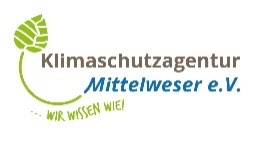 Klimaschutzagentur
Mittelweser e.V.
... WIR WISSEN WIE!